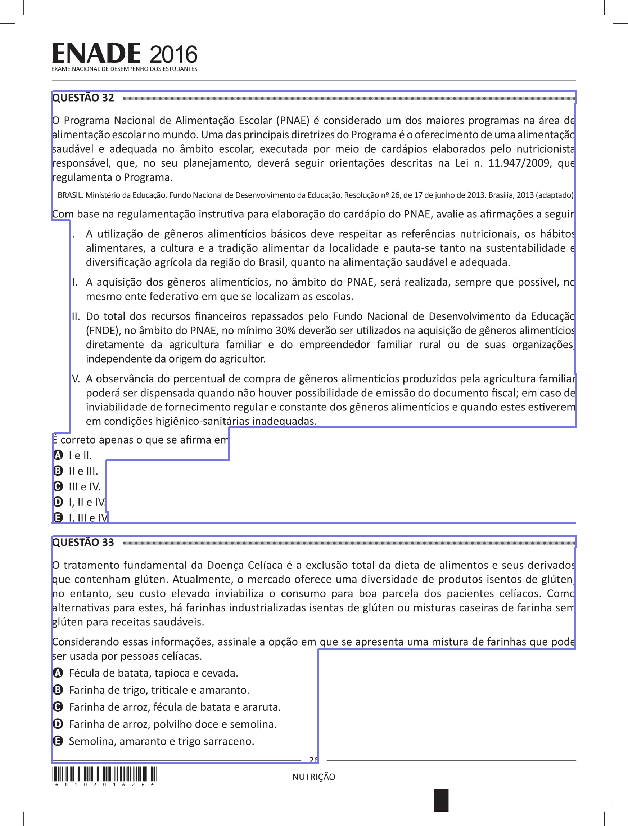 ENADE 2016
EXAME NACIONAL DE DESEMPENHO DOS ESTUDANTES
QUESTÃO 32
O Programa Nacional de Alimentação Escolar (PNAE) é considerado um dos maiores programas na área de
alimentação escolar no mundo. Uma das principais diretrizes do Programa é o oferecimento de uma alimentação
saudável e adequada no âmbito escolar, executada por meio de cardápios elaborados pelo nutricionista
responsável, que, no seu planejamento, deverá seguir orientações descritas na Lei n. 11.947/2009, que
regulamenta o Programa.
BRASIL. Ministério da Educação. Fundo Nacional de Desenvolvimento da Educação. Resolução nº 26, de 17 de junho de 2013. Brasília, 2013 (adaptado)
Com base na regulamentação instrutiva para elaboração do cardápio do PNAE, avalie as afirmações a seguir
I. A utilização de gêneros alimentícios básicos deve respeitar as referências nutricionais, os hábitos
alimentares, a cultura e a tradição alimentar da localidade e pauta-se tanto na sustentabilidade e
diversificação agrícola da região do Brasil, quanto na alimentação saudável e adequada.
II. A aquisição dos gêneros alimentícios, no âmbito do PNAE, será realizada, sempre que possível, no
mesmo ente federativo em que se localizam as escolas.
III. Do total dos recursos financeiros repassados pelo Fundo Nacional de Desenvolvimento da Educação
(FNDE), no âmbito do PNAE, no mínimo 30% deverão ser utilizados na aquisição de gêneros alimentícios
diretamente da agricultura familiar e do empreendedor familiar rural ou de suas organizações,
independente da origem do agricultor.
IV. A observância do percentual de compra de gêneros alimentícios produzidos pela agricultura familiar
poderá ser dispensada quando não houver possibilidade de emissão do documento fiscal; em caso de
inviabilidade de fornecimento regular e constante dos gêneros alimentícios e quando estes estiverem
em condições higiênico-sanitárias inadequadas.
É correto apenas o que se afirma em
A I e II.
B II e III.
C III e IV.
D I, II e IV
E I, III e IV
QUESTÃO 33
O tratamento fundamental da Doença Celíaca é a exclusão total da dieta de alimentos e seus derivados
que contenham glúten. Atualmente, o mercado oferece uma diversidade de produtos isentos de glúten,
no entanto, seu custo elevado inviabiliza o consumo para boa parcela dos pacientes celíacos. Como
alternativas para estes, há farinhas industrializadas isentas de glúten ou misturas caseiras de farinha sem
glúten para receitas saudáveis.
Considerando essas informações, assinale a opção em que se apresenta uma mistura de farinhas que pode
ser usada por pessoas celíacas.
A Fécula de batata, tapioca e cevada.
B Farinha de trigo, triticale e amaranto.
C Farinha de arroz, fécula de batata e araruta.
D Farinha de arroz, polvilho doce e semolina.
E Semolina, amaranto e trigo sarraceno.
26
NUTRIÇÃO